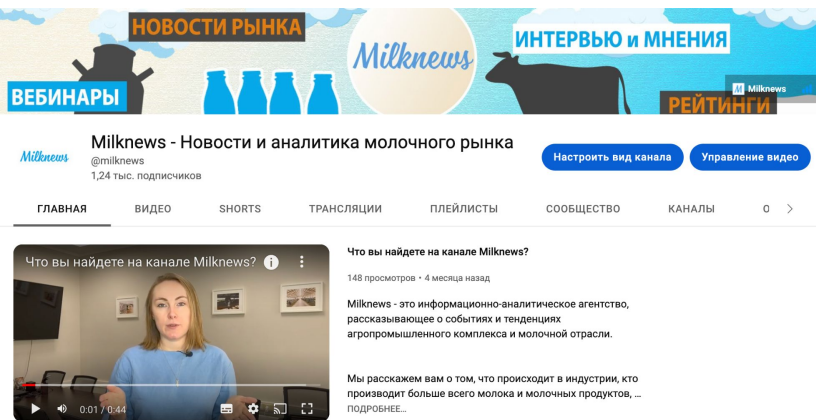 НОВОСТИ РЫНКА
Milknews
ИНТЕРВЬЮ и МНЕНИЯ
ВЕБИНАРЫ
M Milknews
РЕЙТИНГИ
Milknews
Milknews - Новости и аналитика молочного рынка
@milknews
1,24 тыс. подписчиков
Настроить вид канала
Управление видео
ГЛАВНАЯ ВИДЕО SHORTS ТРАНСЛЯЦИИ ПЛЕЙЛИСТЫ СООБЩЕСТВО КАНАЛЫ О
Что вы найдете на канале Milknews?
0:01 / 0:44
Что вы найдете на канале Milknews?
148 просмотров • 4 месяца назад
Milknews - это информационно-аналитическое агентство,
рассказывающее о событиях и тенденциях
агропромышленного комплекса и молочной отрасли.
Мы расскажем вам о том, что происходит в индустрии, кто
производит больше всего молока и молочных продуктов, ...
ПОДРОБНЕЕ...